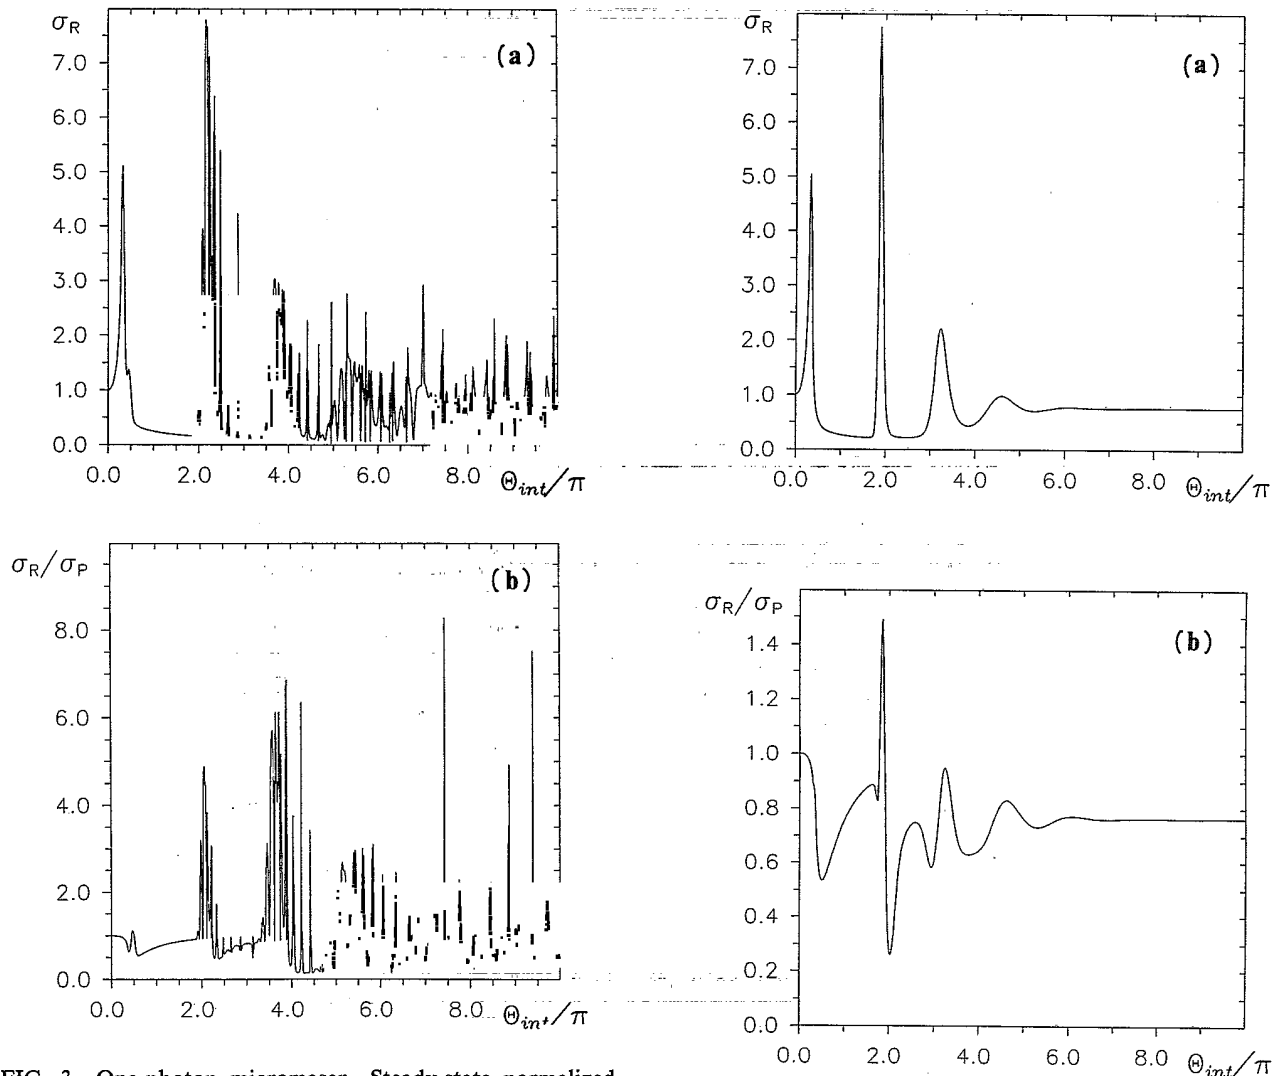 σR
(a)
7.0
6.0
5.0
4.0
3.0
2.0
1.0
0.0
0.0 2.0 4.0 6.0 8.0 Θint/π
σR/σP
(b)
8.0
6.0
4.0
2.0
0.0
0.0 2.0 4.0 6.0 8.0 Θint/π
FIG. 3. One-photon micromaser. Steady-state normalized
σR
(a)
7.0
6.0
5.0
4.0
3.0
2.0
1.0
0.0
0.0 2.0 4.0 6.0 8.0 Θint/π
σR/σP
(b)
1.4
1.2
1.0
0.8
0.6
0.4
0.2
0.0
0.0 2.0 4.0 6.0 8.0 Θint/π